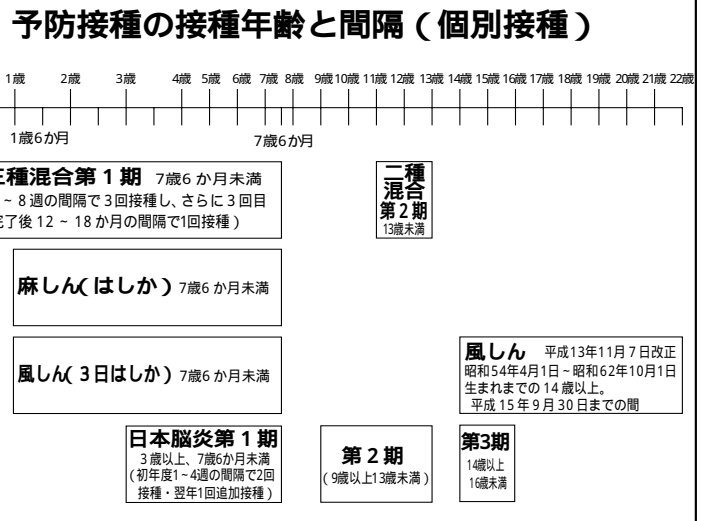 予防接種の接種年齢と間隔(個別接種)
1歳 2歳 3歳 4歳 5歳 6歳 7歳 8歳 9歳 10歳 11歳 12歳 13歳 14歳 15歳 16歳 17歳 18歳 19歳 20歳 21歳 22歳
1歳6か月 7歳6か月
三種混合第1期 7歳6か月未満
~8週の間隔で3回接種し、さらに3回目
完了後12~18か月の間隔で1回接種)
二種
混合
第2期
13歳未満
麻しん(はしか) 7歳6か月未満
風しん(3日はしか) 7歳6か月未満
風しん 平成13年11月7日改正
昭和54年4月1日~昭和62年10月1日
生まれまでの14歳以上。
平成15年9月30日までの間
日本脳炎第1期
3歳以上、7歳6か月未満
(初年度1~4週の間隔で2回
接種・翌年1回追加接種)
第2期
(9歳以上13歳未満)
第3期
14歳以上
16歳未満